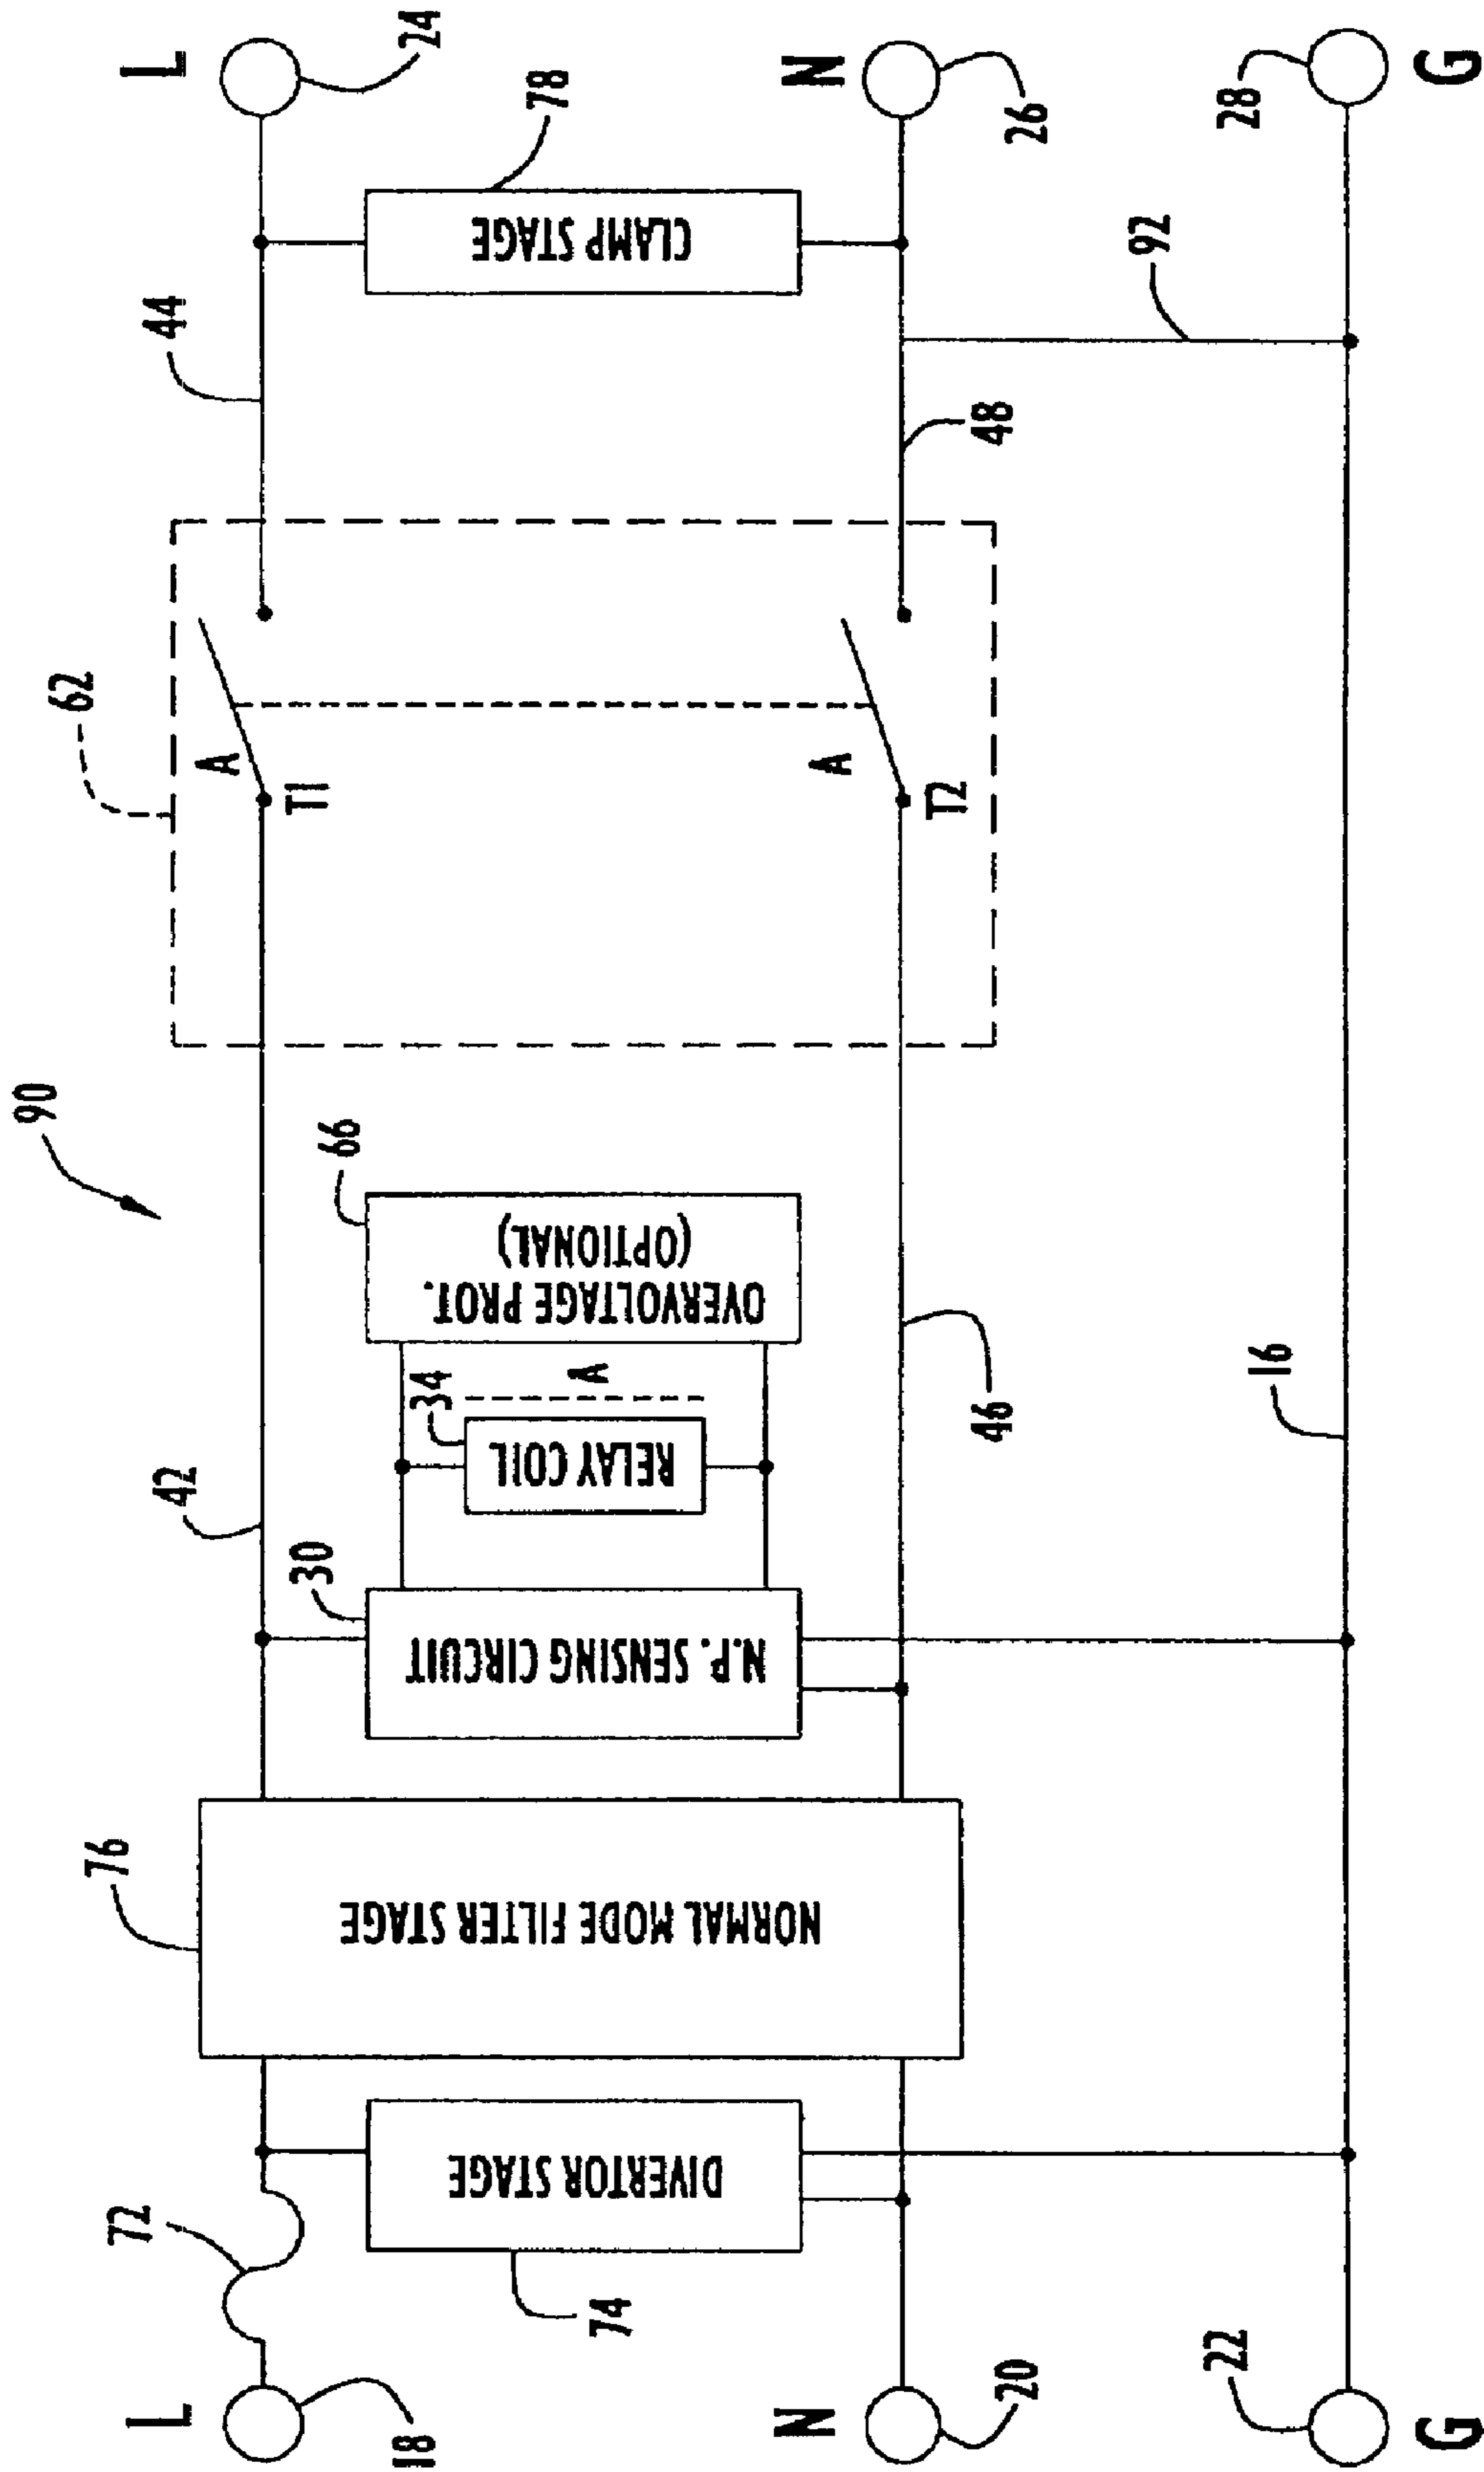 90
L
18
72
42
62
44
L
24
DIVERTOR STAGE
74
NORMAL MODE FILTER
STAGE
76
N.P. SENSING CIRCUIT
30
RELAY COIL
34
A
OVERVOLTAGE PROT.
(OPTIONAL)
66
A
T1
A
T2
CLAMP STAGE
78
N
20
46
48
N
26
92
G
22
16
28
G